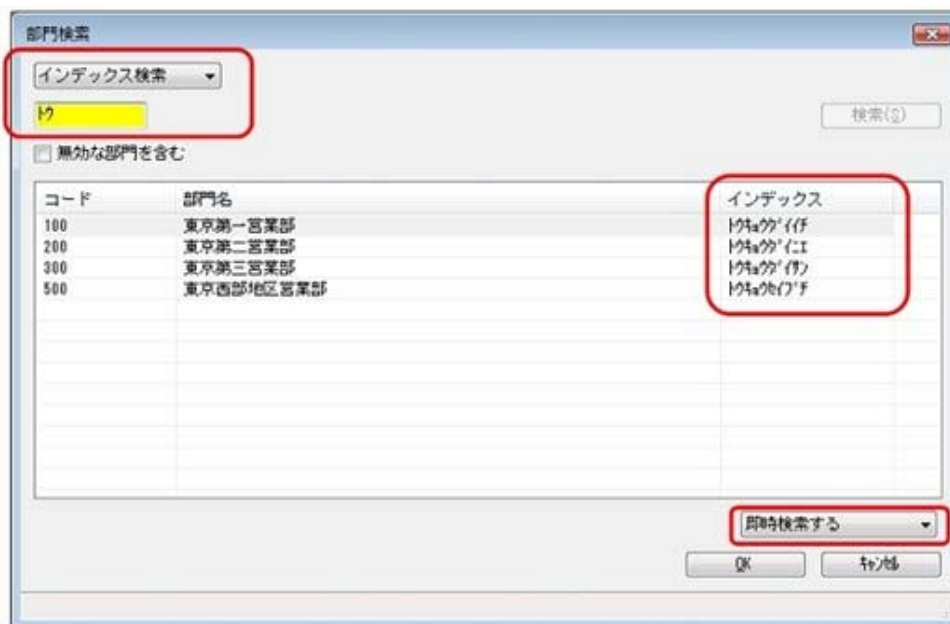 部門検索
インデックス検索
ﾄｳ
検索(S)
無効な部門を含む
コード 部門名 インデックス
100 東京第一営業部 ﾄｳｷｮｳﾀﾞｲｲﾁ
200 東京第二営業部 ﾄｳｷｮｳﾀﾞｲﾆｴ
300 東京第三営業部 ﾄｳｷｮｳﾀﾞｲｻﾝ
500 東京西部地区営業部 ﾄｳｷｮｳｾｲﾌﾞﾁ
即時検索する
OK ｷｬﾝｾﾙ